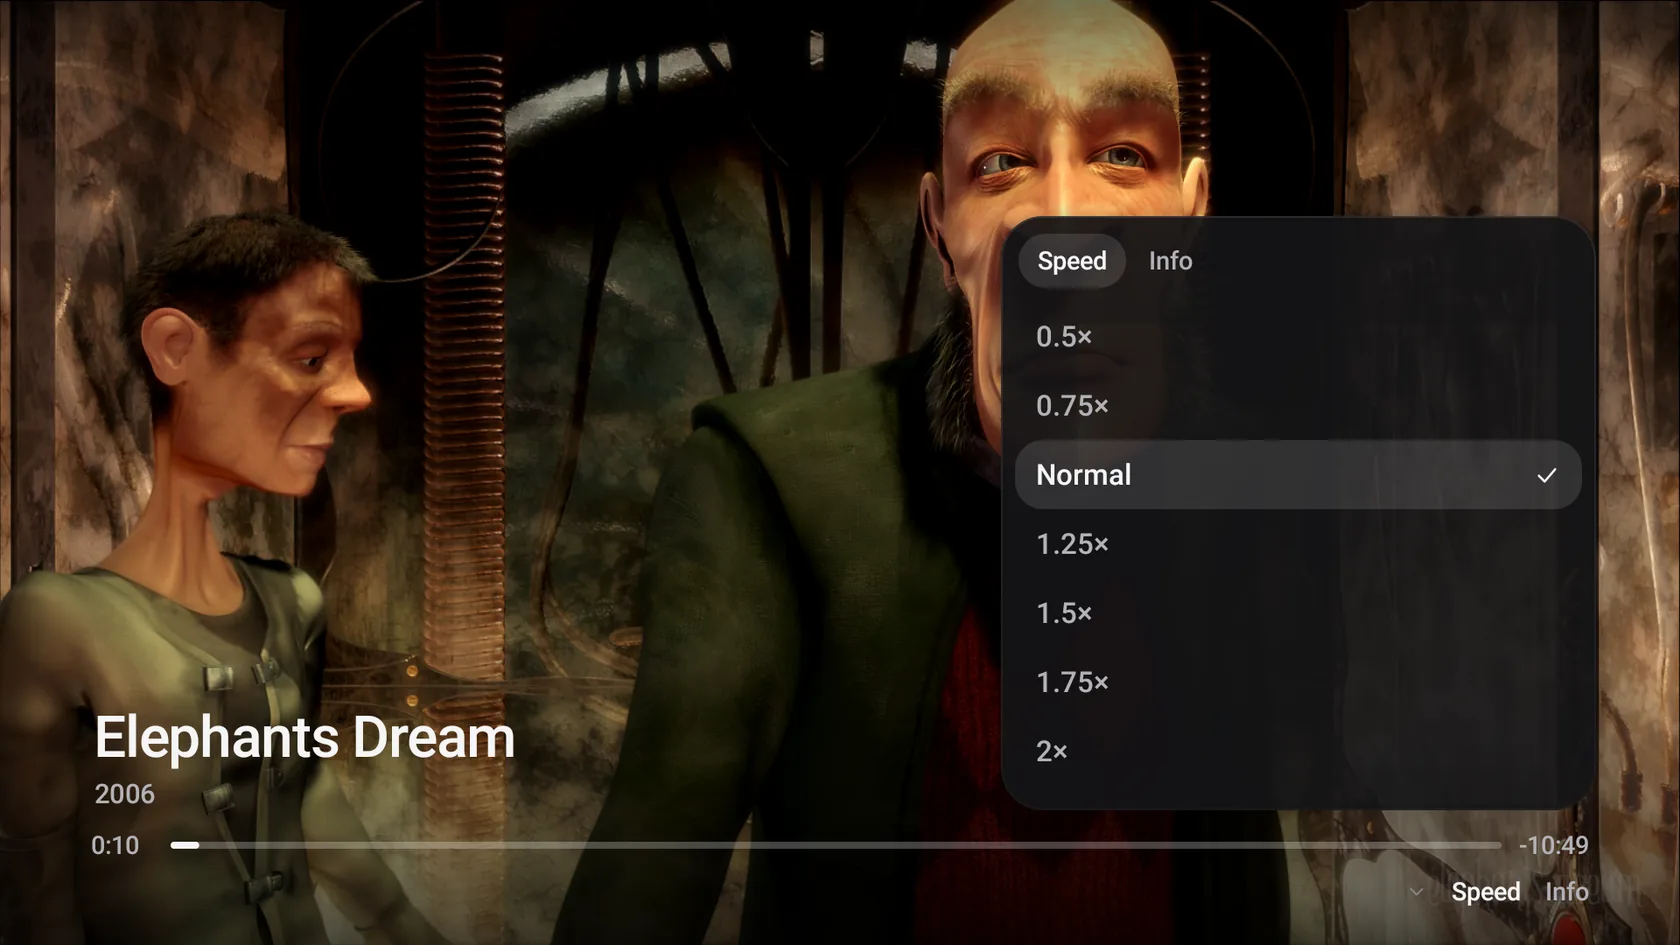 Speed Info
0.5×
0.75×
Normal
1.25×
1.5×
1.75×
2×
Elephants Dream
2006
0:10
-10:49
Speed Info